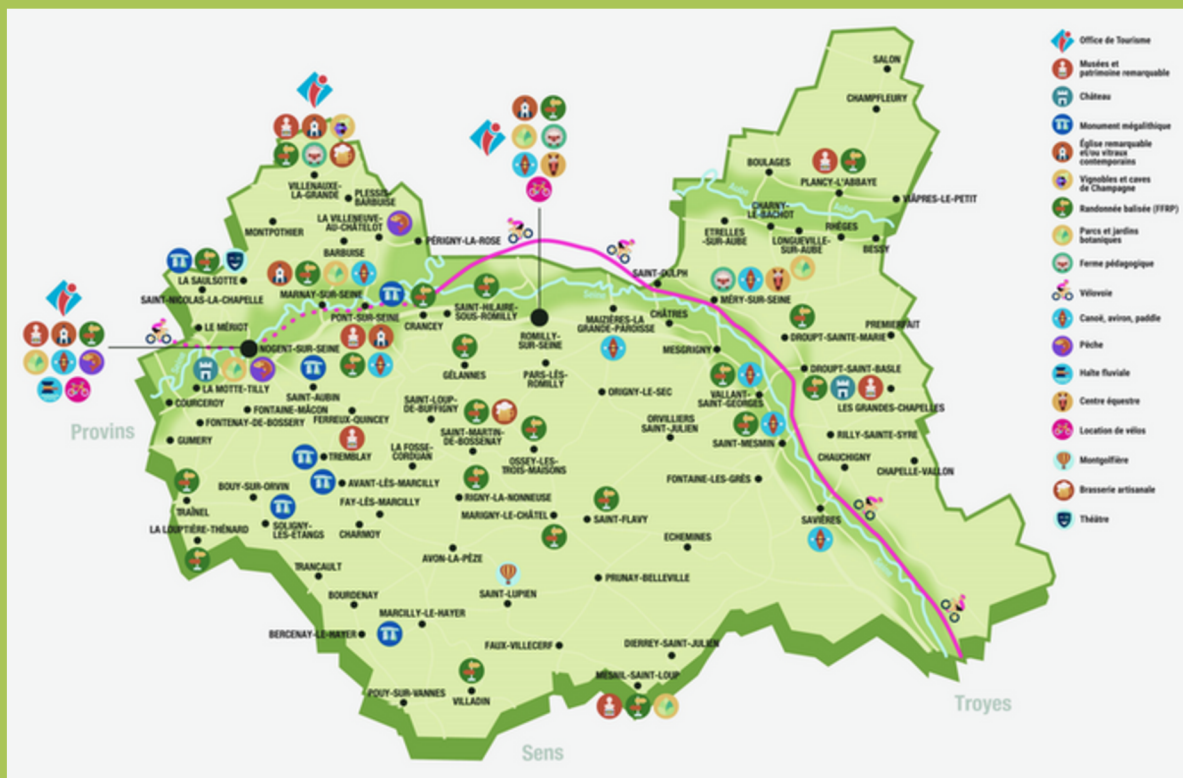 SALON
CHAMPFLEURY
BOULAGES
PLANCY-L'ABBAYE
VIÂPRES-LE-PETIT
CHARNY-
LE-BACHOT
Aube
Aube
ETRELLES
-SUR-AUBE
LONGUEVILLE-
SUR-AUBE
RHÈGES
BESSY
VILLENAUXE-
LA-GRANDE
PLESSIS-
BARBUISE
LA VILLENEUVE-
AU-CHÂTELOT
MONTPOTHIER
BARBUISE
PÉRIGNY-LA-ROSE
LA SAULSOTTE
SAINT-NICOLAS-LA-CHAPELLE
MARNAY-SUR-SEINE
PONT-SUR-SEINE
CRANCEY
SAINT-HILAIRE-
SOUS-ROMILLY
LE MÉRIOT
NOGENT-SUR-SEINE
ROMILLY-
SUR-SEINE
MAIZIÈRES-LA
GRANDE-PAROISSE
Seine
SAINT-OULPH
CHÂTRES
MÉRY-SUR-SEINE
MESGRIGNY
DROUPT-SAINTE-MARIE
PREMIERFAIT
DROUPT-SAINT-BASLE
LES GRANDES-CHAPELLES
LA MOTTE-TILLY
COURCEROY
SAINT-AUBIN
FONTAINE-MÂCON
FONTENAY-DE-BOSSERY
FERREUX-QUINCEY
GUMERY
GÉLANNES
PARS-LÈS-
ROMILLY
ORIGNY-LE-SEC
VALLANT-
SAINT-GEORGES
SAINT-LOUP-
DE-BUFFIGNY
SAINT-MARTIN-
DE-BOSSENAY
ORVILLIERS
SAINT-JULIEN
SAINT-MESMIN
RILLY-SAINTE-SYRE
CHAUCHIGNY
CHAPELLE-VALLON
LA FOSSE-
CORDUAN
TREMBLAY
OSSEY-LES-
TROIS-MAISONS
AVANT-LÈS-MARCILLY
FONTAINE-LES-GRÈS
BOUY-SUR-ORVIN
FAY-LÈS-MARCILLY
RIGNY-LA-NONNEUSE
MARIGNY-LE-CHÂTEL
SAINT-FLAVY
SAVIÈRES
TRAÎNEL
SOLIGNY-
LES-ETANGS
CHARMOY
LA LOUPTIÈRE-THÉNARD
AVON-LA-PÈZE
ECHEMINES
TRANCAULT
PRUNAY-BELLEVILLE
BOURDENAY
SAINT-LUPIEN
MARCILLY-LE-HAYER
BERCENAY-LE-HAYER
FAUX-VILLECERF
DIERREY-SAINT-JULIEN
MESNIL-SAINT-LOUP
POUY-SUR-VANNES
VILLADIN
Provins
Sens
Troyes
Office de Tourisme
Musées et
patrimoine remarquable
Château
Monument mégalithique
Église remarquable
et/ou vitraux
contemporains
Vignobles et caves
de Champagne
Randonnée balisée (FFRP)
Parcs et jardins
botaniques
Ferme pédagogique
Vélovoie
Canoë, aviron, paddle
Pêche
Halte fluviale
Centre équestre
Location de vélos
Montgolfière
Brasserie artisanale
Théâtre